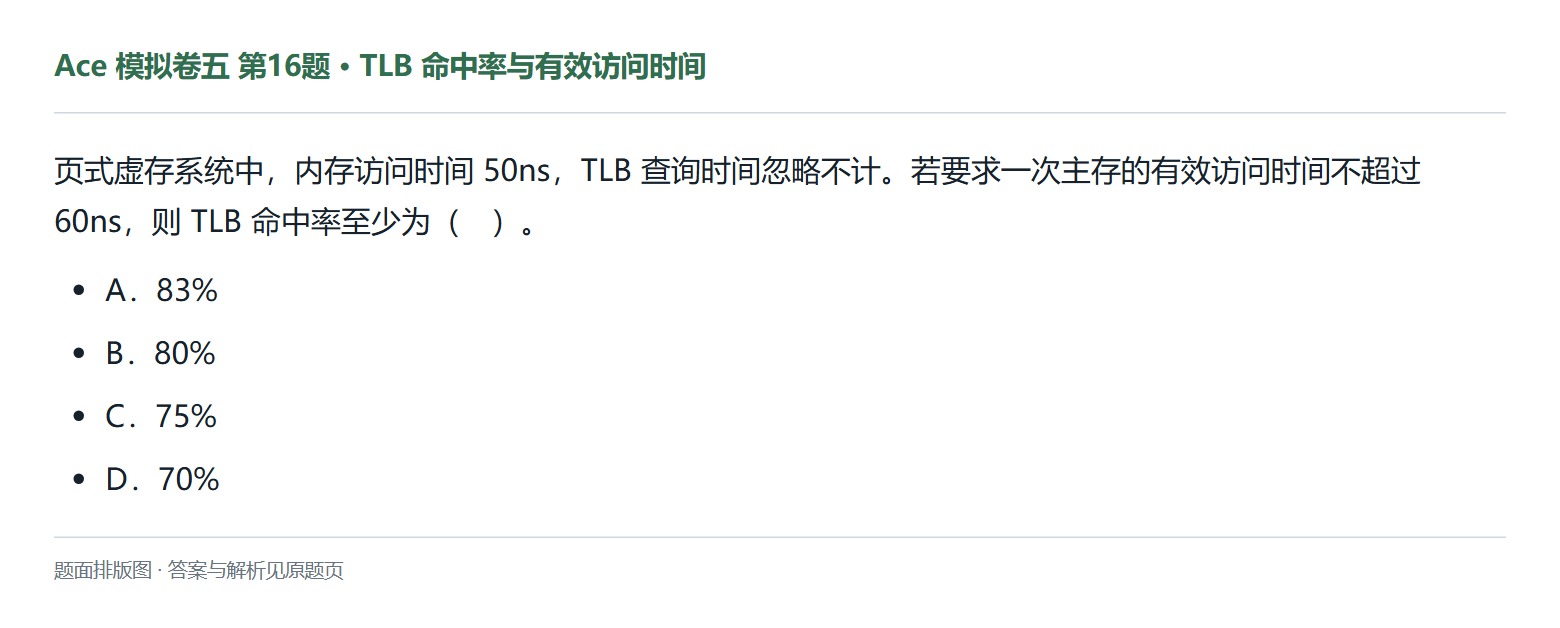 Ace 模拟卷五 第16题 • TLB 命中率与有效访问时间
页式虚存系统中，内存访问时间 50ns，TLB 查询时间忽略不计。若要求一次主存的有效访问时间不超过
60ns，则 TLB 命中率至少为（　）。
• A．83%
• B．80%
• C．75%
• D．70%
题面排版图 · 答案与解析见原题页